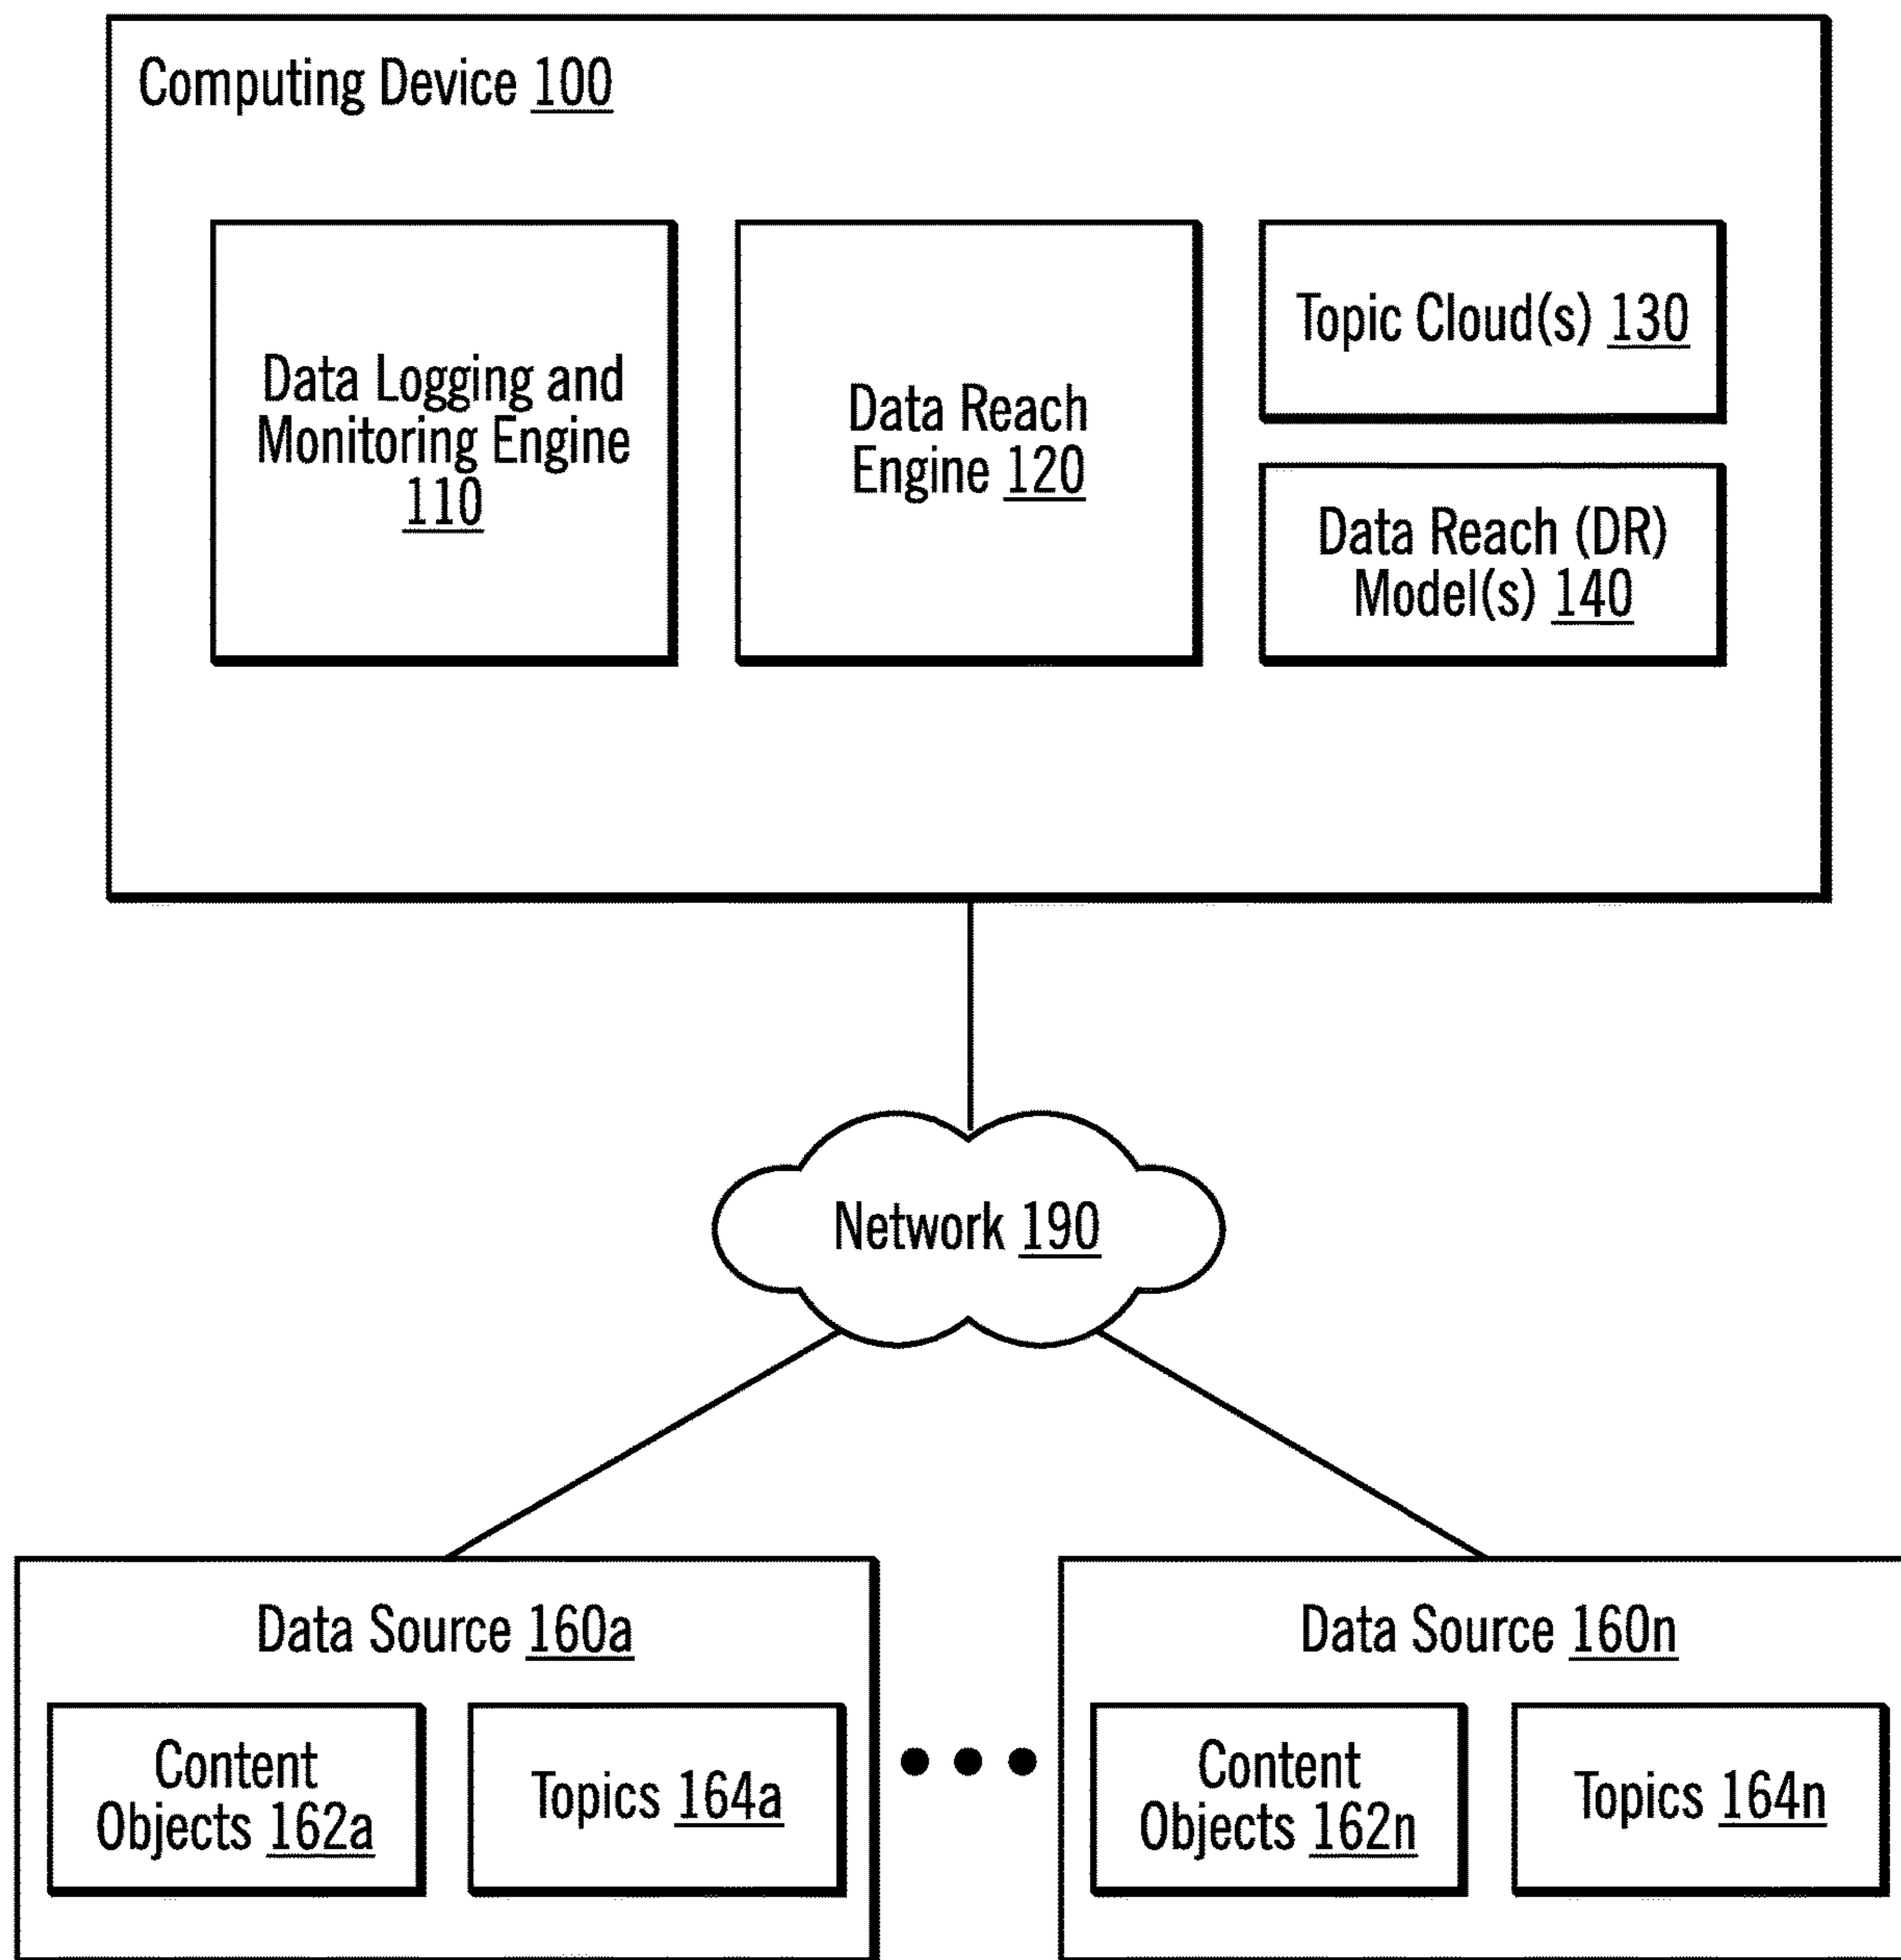 Computing Device 100
Data Logging and
Monitoring Engine
110
Data Reach
Engine 120
Topic Cloud(s) 130
Data Reach (DR)
Model(s) 140
Network 190
Data Source 160a
Content
Objects 162a
Topics 164a
Data Source 160n
Content
Objects 162n
Topics 164n